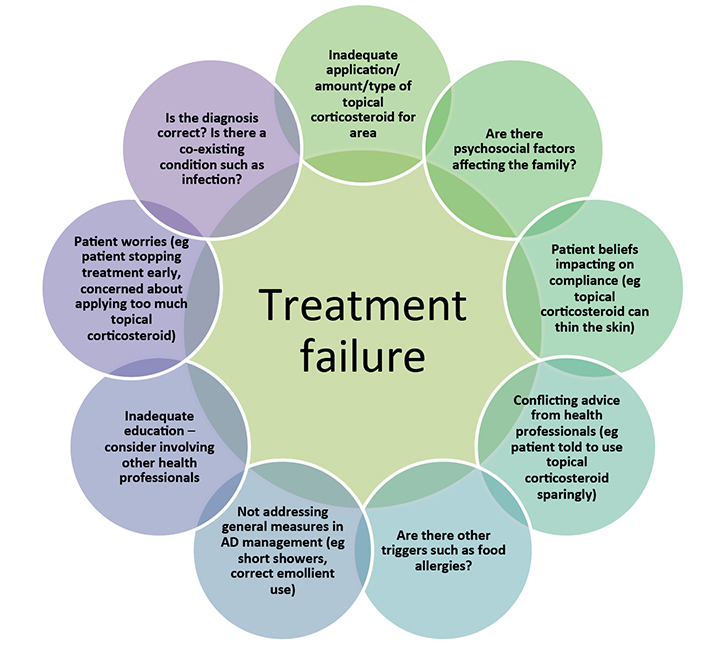 Inadequate
application/
amount/type of
topical
corticosteroid for
area
Are there
psychosocial factors
affecting the family?
Patient beliefs
impacting on
compliance (eg
topical
corticosteroid can
thin the skin)
Conflicting advice
from health
professionals (eg
patient told to use
topical
corticosteroid
sparingly)
Are there other
triggers such as food
allergies?
Not addressing
general measures in
AD management (eg
short showers,
correct emollient
use)
Inadequate
education –
consider involving
other health
professionals
Patient worries (eg
patient stopping
treatment early,
concerned about
applying too much
topical
corticosteroid)
Is the diagnosis
correct? Is there a
co-existing
condition such as
infection?
Treatment
failure